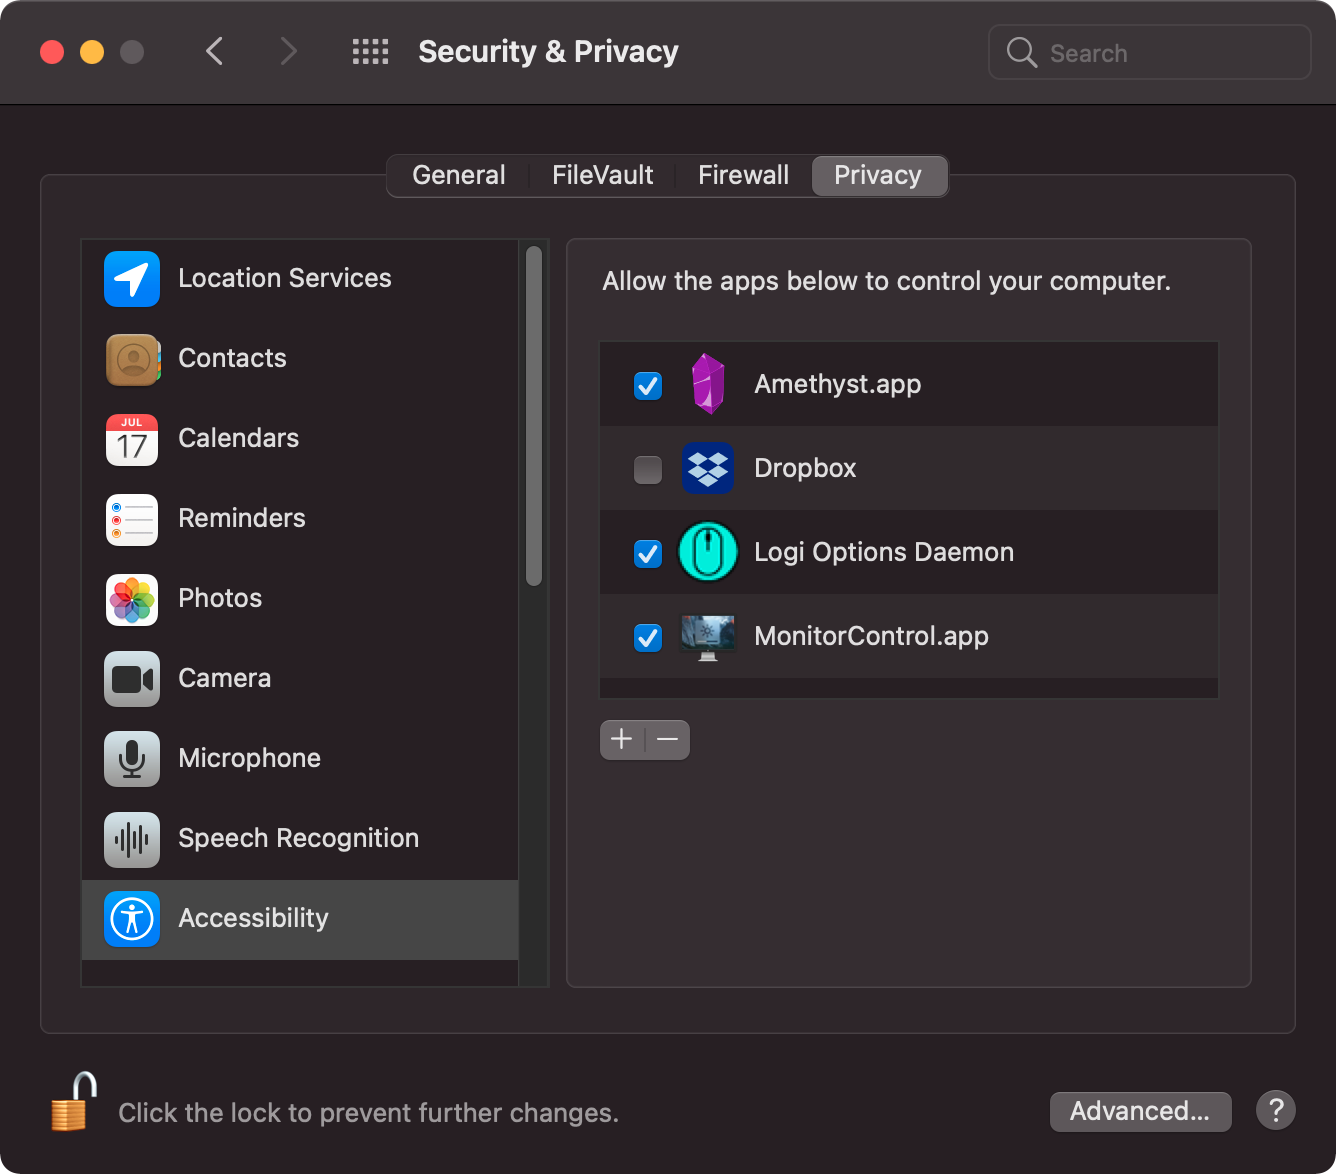 Security & Privacy
Search
General
FileVault
Firewall
Privacy
Location Services
Contacts
JUL
17
Calendars
Reminders
Photos
Camera
Microphone
Speech Recognition
Accessibility
Allow the apps below to control your computer.
Amethyst.app
Dropbox
Logi Options Daemon
MonitorControl.app
Click the lock to prevent further changes.
Advanced...
?